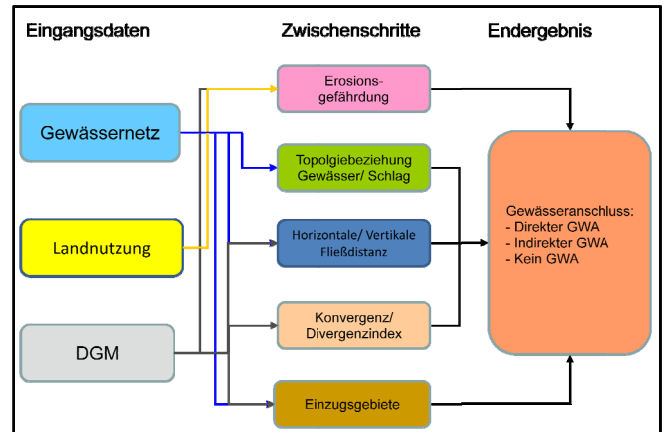 Eingangsdaten
Zwischenschritte
Endergebnis
Gewässernetz
Landnutzung
DGM
Erosions-
gefährdung
Topolgiebeziehung
Gewässer/ Schlag
Horizontale/ Vertikale
Fließdistanz
Konvergenz/
Divergenzindex
Einzugsgebiete
Gewässeranschluss:
- Direkter GWA
- Indirekter GWA
- Kein GWA